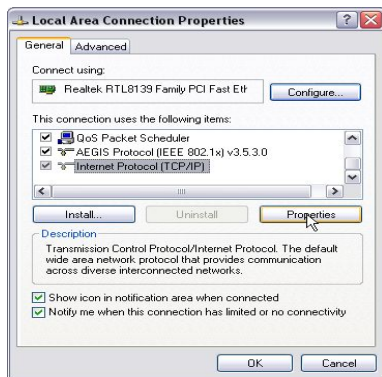 Local Area Connection Properties
General Advanced
Connect using:
Realtek RTL8139 Family PCI Fast Eth
Configure...
This connection uses the following items:
QoS Packet Scheduler
AEGIS Protocol (IEEE 802.1x) v3.5.3.0
Internet Protocol (TCP/IP)
Install... Uninstall Properties
Description
Transmission Control Protocol/Internet Protocol. The default
wide area network protocol that provides communication
across diverse interconnected networks.
Show icon in notification area when connected
Notify me when this connection has limited or no connectivity
OK Cancel